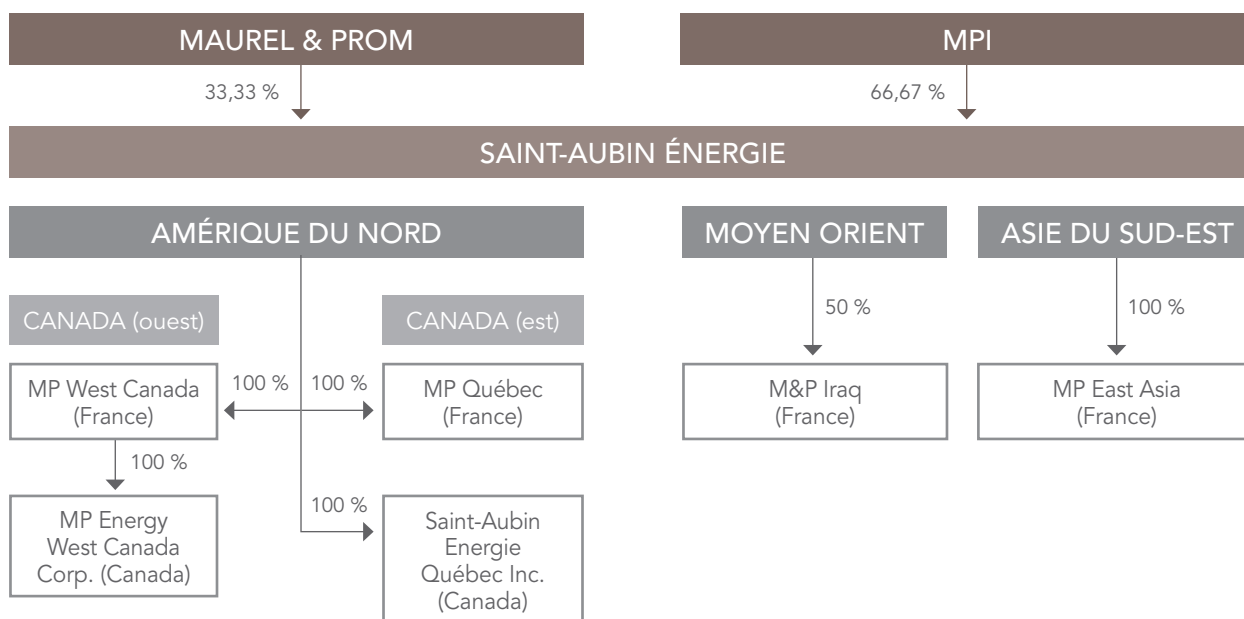 MAUREL & PROM
MPI
33,33 %
66,67 %
SAINT-AUBIN ÉNERGIE
AMÉRIQUE DU NORD
MOYEN ORIENT
ASIE DU SUD-EST
50 %
100 %
CANADA (ouest)
CANADA (est)
MP West Canada
(France)
100 %
100 %
MP Québec
(France)
M&P Iraq
(France)
MP East Asia
(France)
100 %
100 %
MP Energy
West Canada
Corp. (Canada)
Saint-Aubin
Energie
Québec Inc.
(Canada)